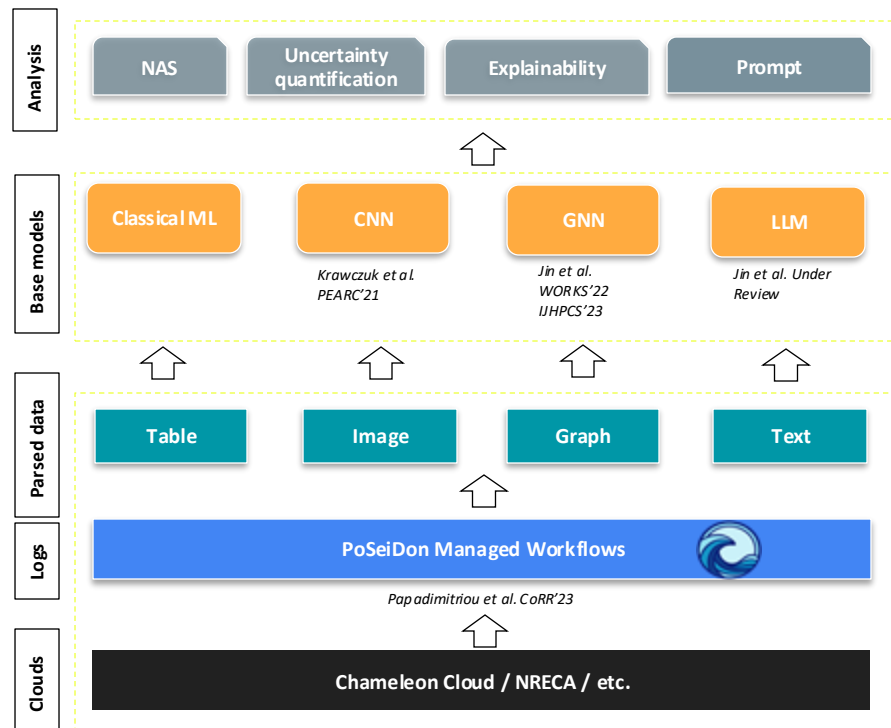 Analysis
NAS
Uncertainty
quantification
Explainability
Prompt
Base models
Classical ML
CNN
GNN
LLM
Krawczuk et al.
PEARC’21
Jin et al.
WORKS’22
IJHPCS’23
Jin et al. Under
Review
Parsed data
Table
Image
Graph
Text
Logs
PoSeiDon Managed Workflows
Papadimitriou et al. CoRR’23
Clouds
Chameleon Cloud / NRECA / etc.